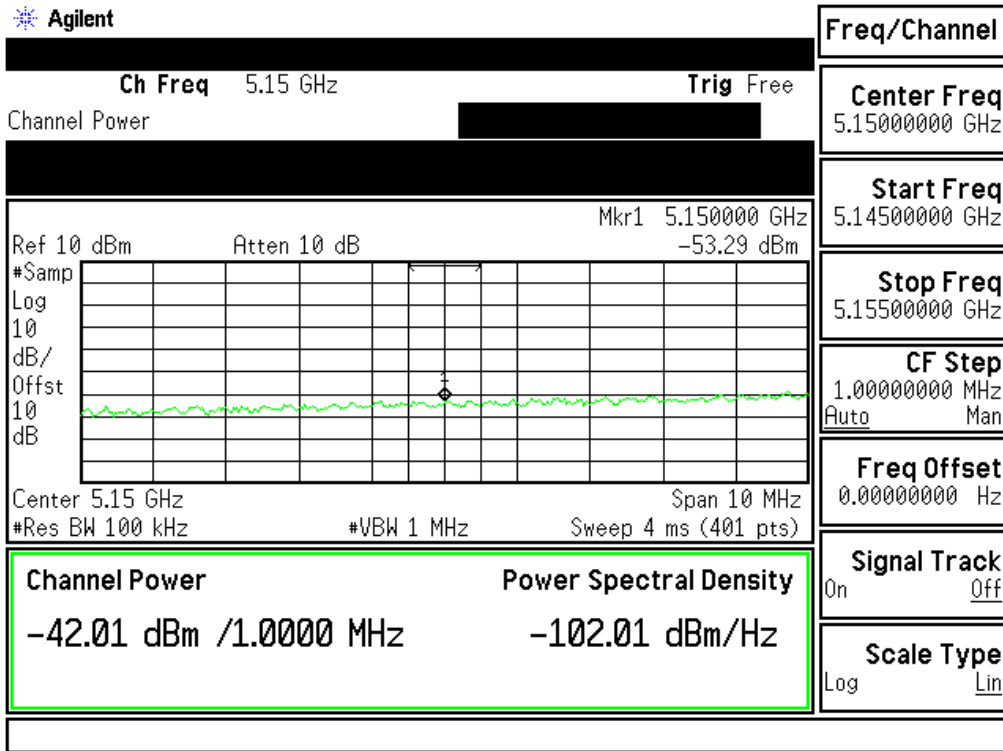 Agilent
Freq/Channel
Ch Freq 5.15 GHz Trig Free
Channel Power
Center Freq
5.15000000 GHz
Start Freq
5.14500000 GHz
Stop Freq
5.15500000 GHz
CF Step
1.00000000 MHz
Auto Man
Freq Offset
0.00000000 Hz
Signal Track
On Off
Scale Type
Log Lin
Mkr1 5.150000 GHz
Ref 10 dBm Atten 10 dB -53.29 dBm
#Samp
Log
10
dB/
Offst
10
dB
1
Center 5.15 GHz Span 10 MHz
#Res BW 100 kHz #VBW 1 MHz Sweep 4 ms (401 pts)
Channel Power Power Spectral Density
-42.01 dBm /1.0000 MHz -102.01 dBm/Hz